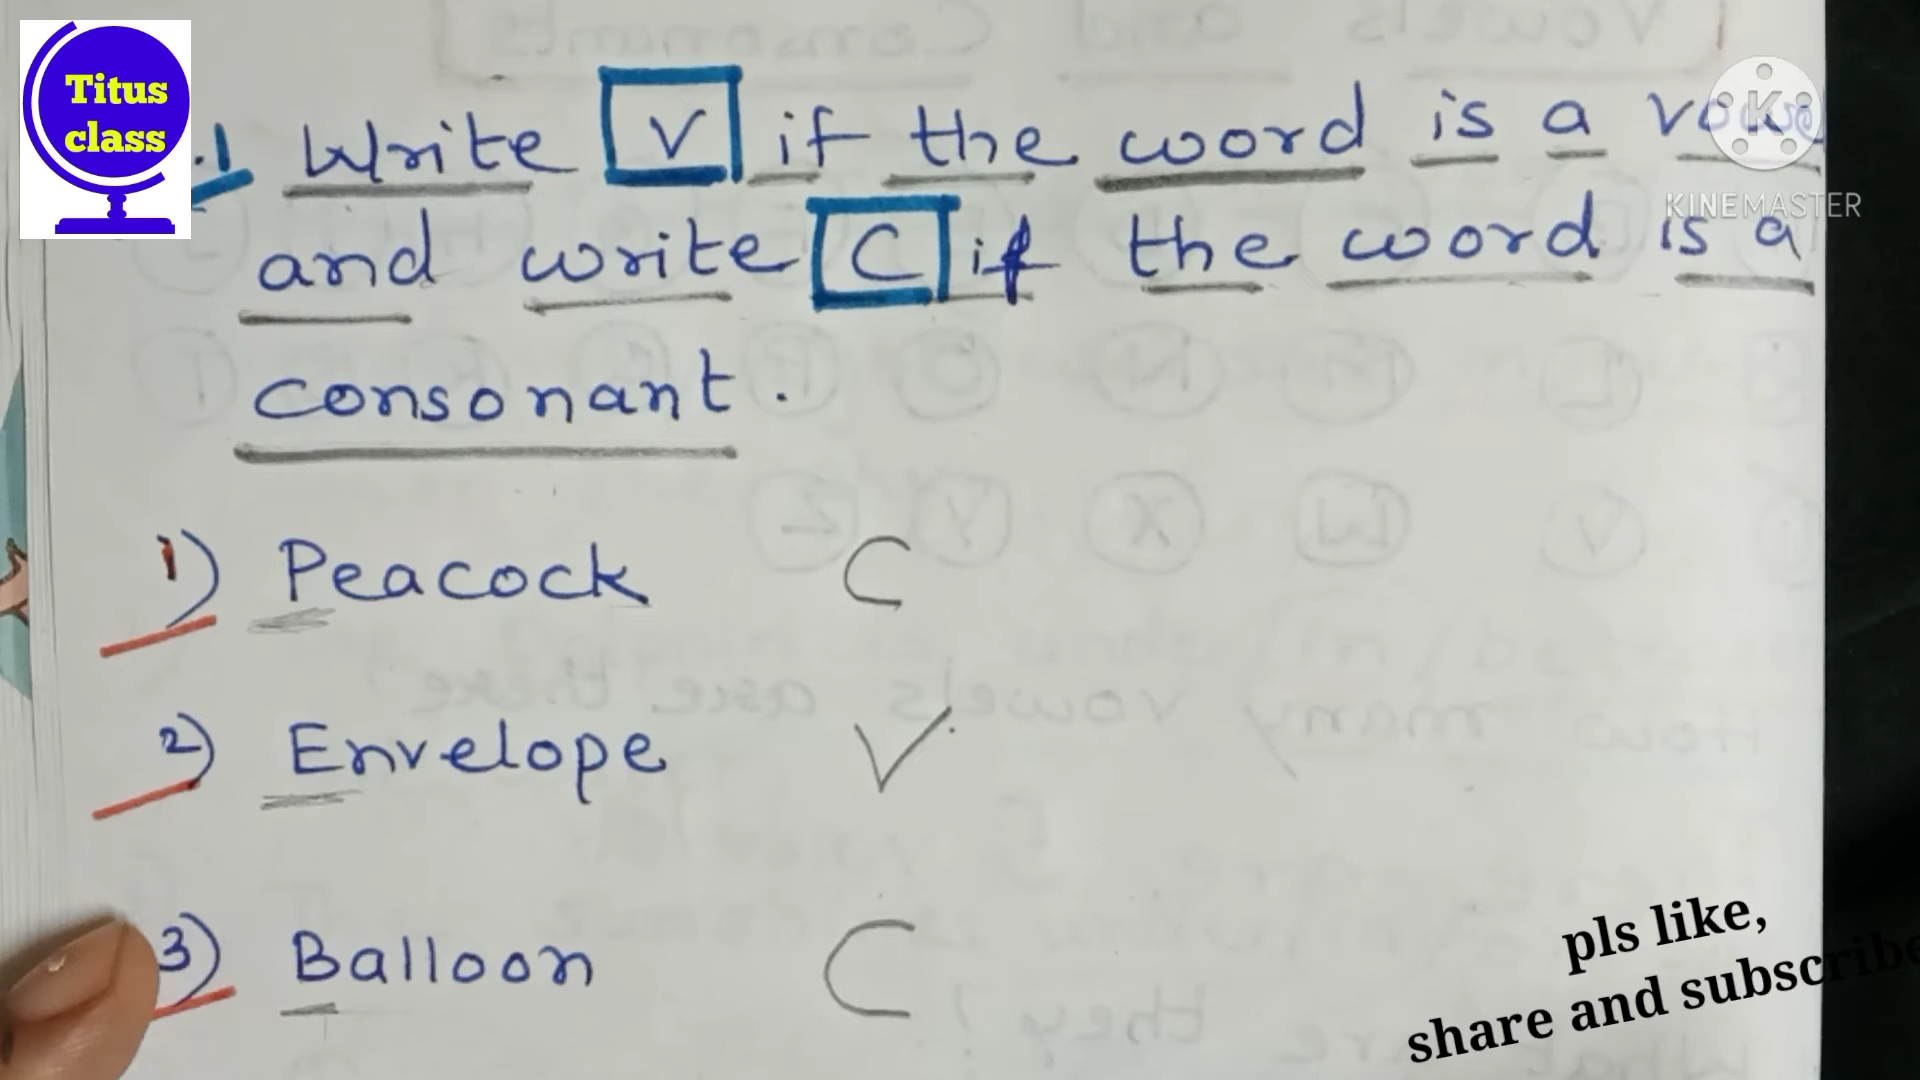 Titus
class
.1 Write V if the word is a
and write C if the word is a
consonant.
1) Peacock C
2) Envelope V
3) Balloon C
KINEMASTER
pls like,
share and subscribe